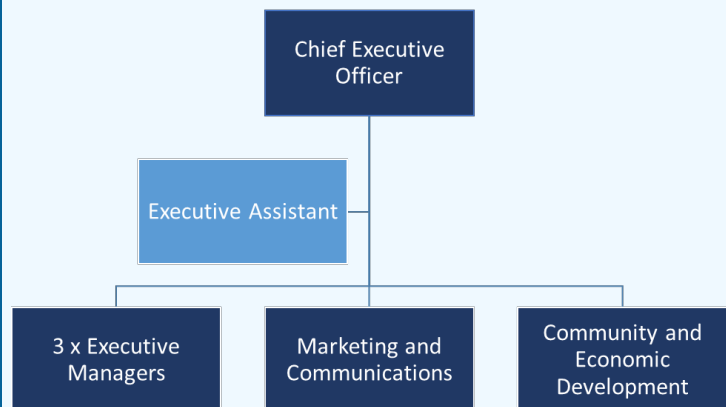 Chief Executive
Officer
Executive Assistant
3 x Executive
Managers
Marketing and
Communications
Community and
Economic
Development